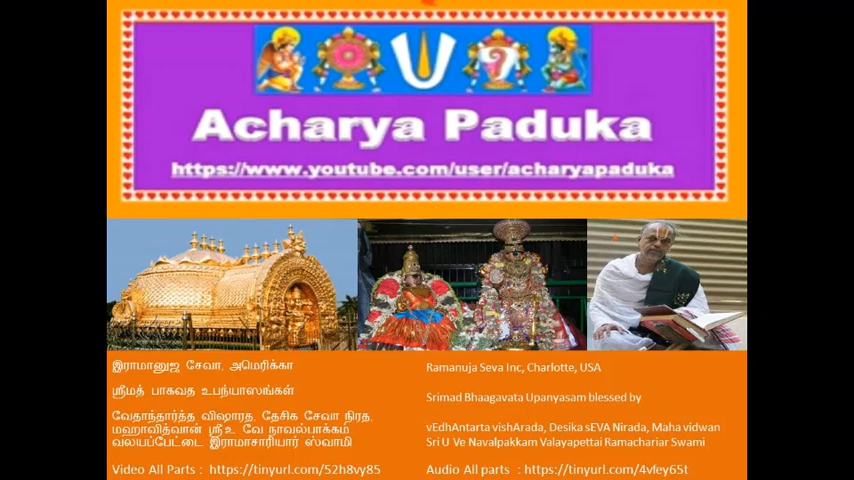 Acharya Paduka
https://www.youtube.com/user/acharyapaduka
இராமானுஜ சேவா, அமெரிக்கா
ஸ்ரீமத் பாகவத உபந்யாஸங்கள்
வேதாந்தார்த்த விஷாரத, தேசிக சேவா நிரத,
மஹாவித்வான் ஸ்ரீ உ வே நாவல்பாக்கம்
வலயப்பேட்டை இராமாசாரியார் ஸ்வாமி
Video All Parts : https://tinyurl.com/52h8vy85
Ramanuja Seva Inc, Charlotte, USA
Srimad Bhaagavata Upanyasam blessed by
vEdhAntarta vishArada, Desika sEVA Nirada, Maha vidwan
Sri U Ve Navalpakkam Valayapettai Ramachariar Swami
Audio All parts : https://tinyurl.com/4vfey65t